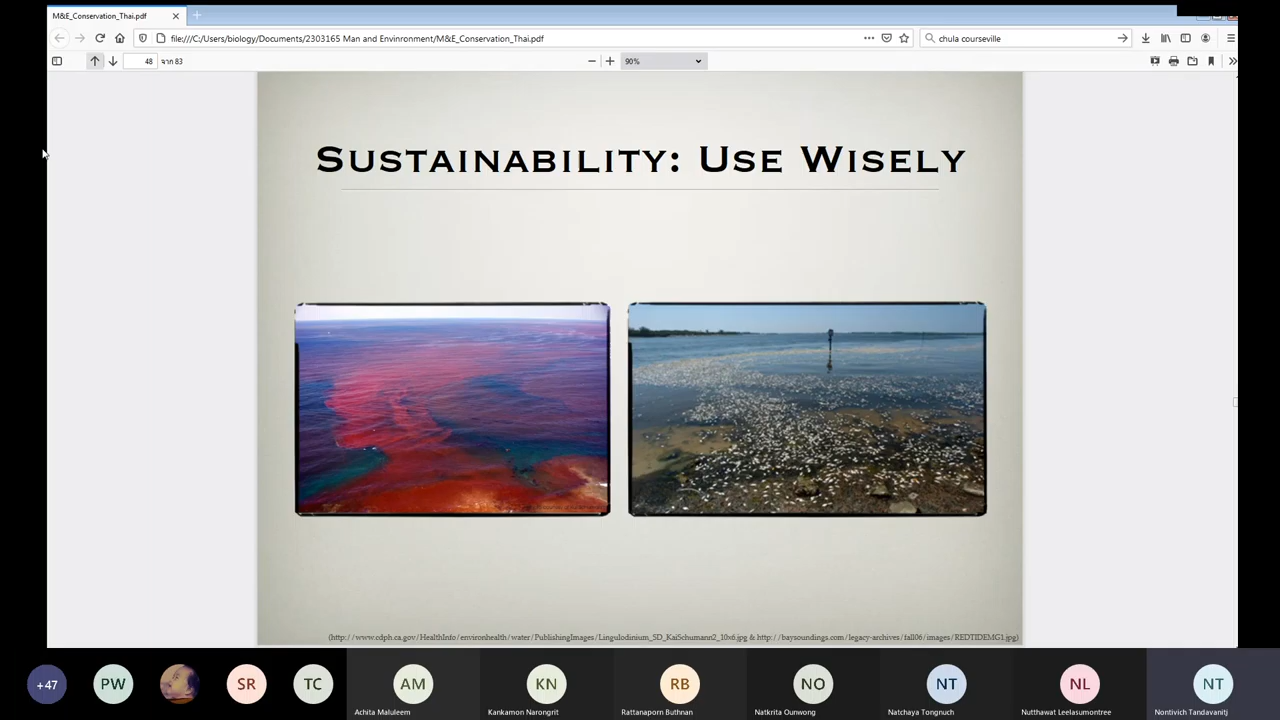 M&E_Conservation_Thai.pdf
file:///C:/Users/biology/Documents/2303165 Man and Envinronment/M&E_Conservation_Thai.pdf
chula courseville
48 จาก 83
90%
Sustainability: Use Wisely
(http://www.cdph.ca.gov/HealthInfo/environhealth/water/PublishingImages/Lingulodinium_5D_KaiSchumann2_10x6.jpg & http://baysoundings.com/legacy-archives/fall06/images/REDTIDEMG1.jpg)
+47
PW
SR
TC
AM
KN
RB
NO
NT
NL
NT
Achita Maluleem
Kankamon Narongrit
Rattanaporn Buthnan
Natkrita Ounwong
Natchaya Tongnuch
Nutthawat Leelasumontree
Nontivich Tandavanitj